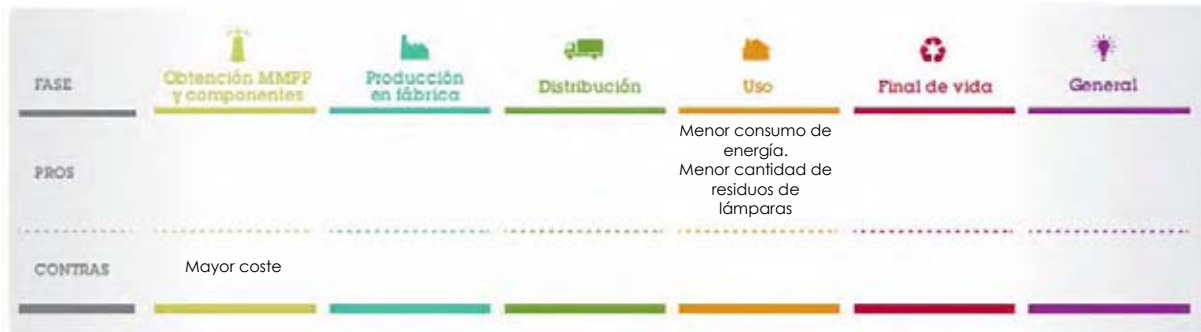 FASE
Obtención MMPP
y componentes
Producción
en fábrica
Distribución
Uso
Final de vida
General
PROS
Menor consumo de
energía.
Menor cantidad de
residuos de
lámparas
CONTRAS
Mayor coste